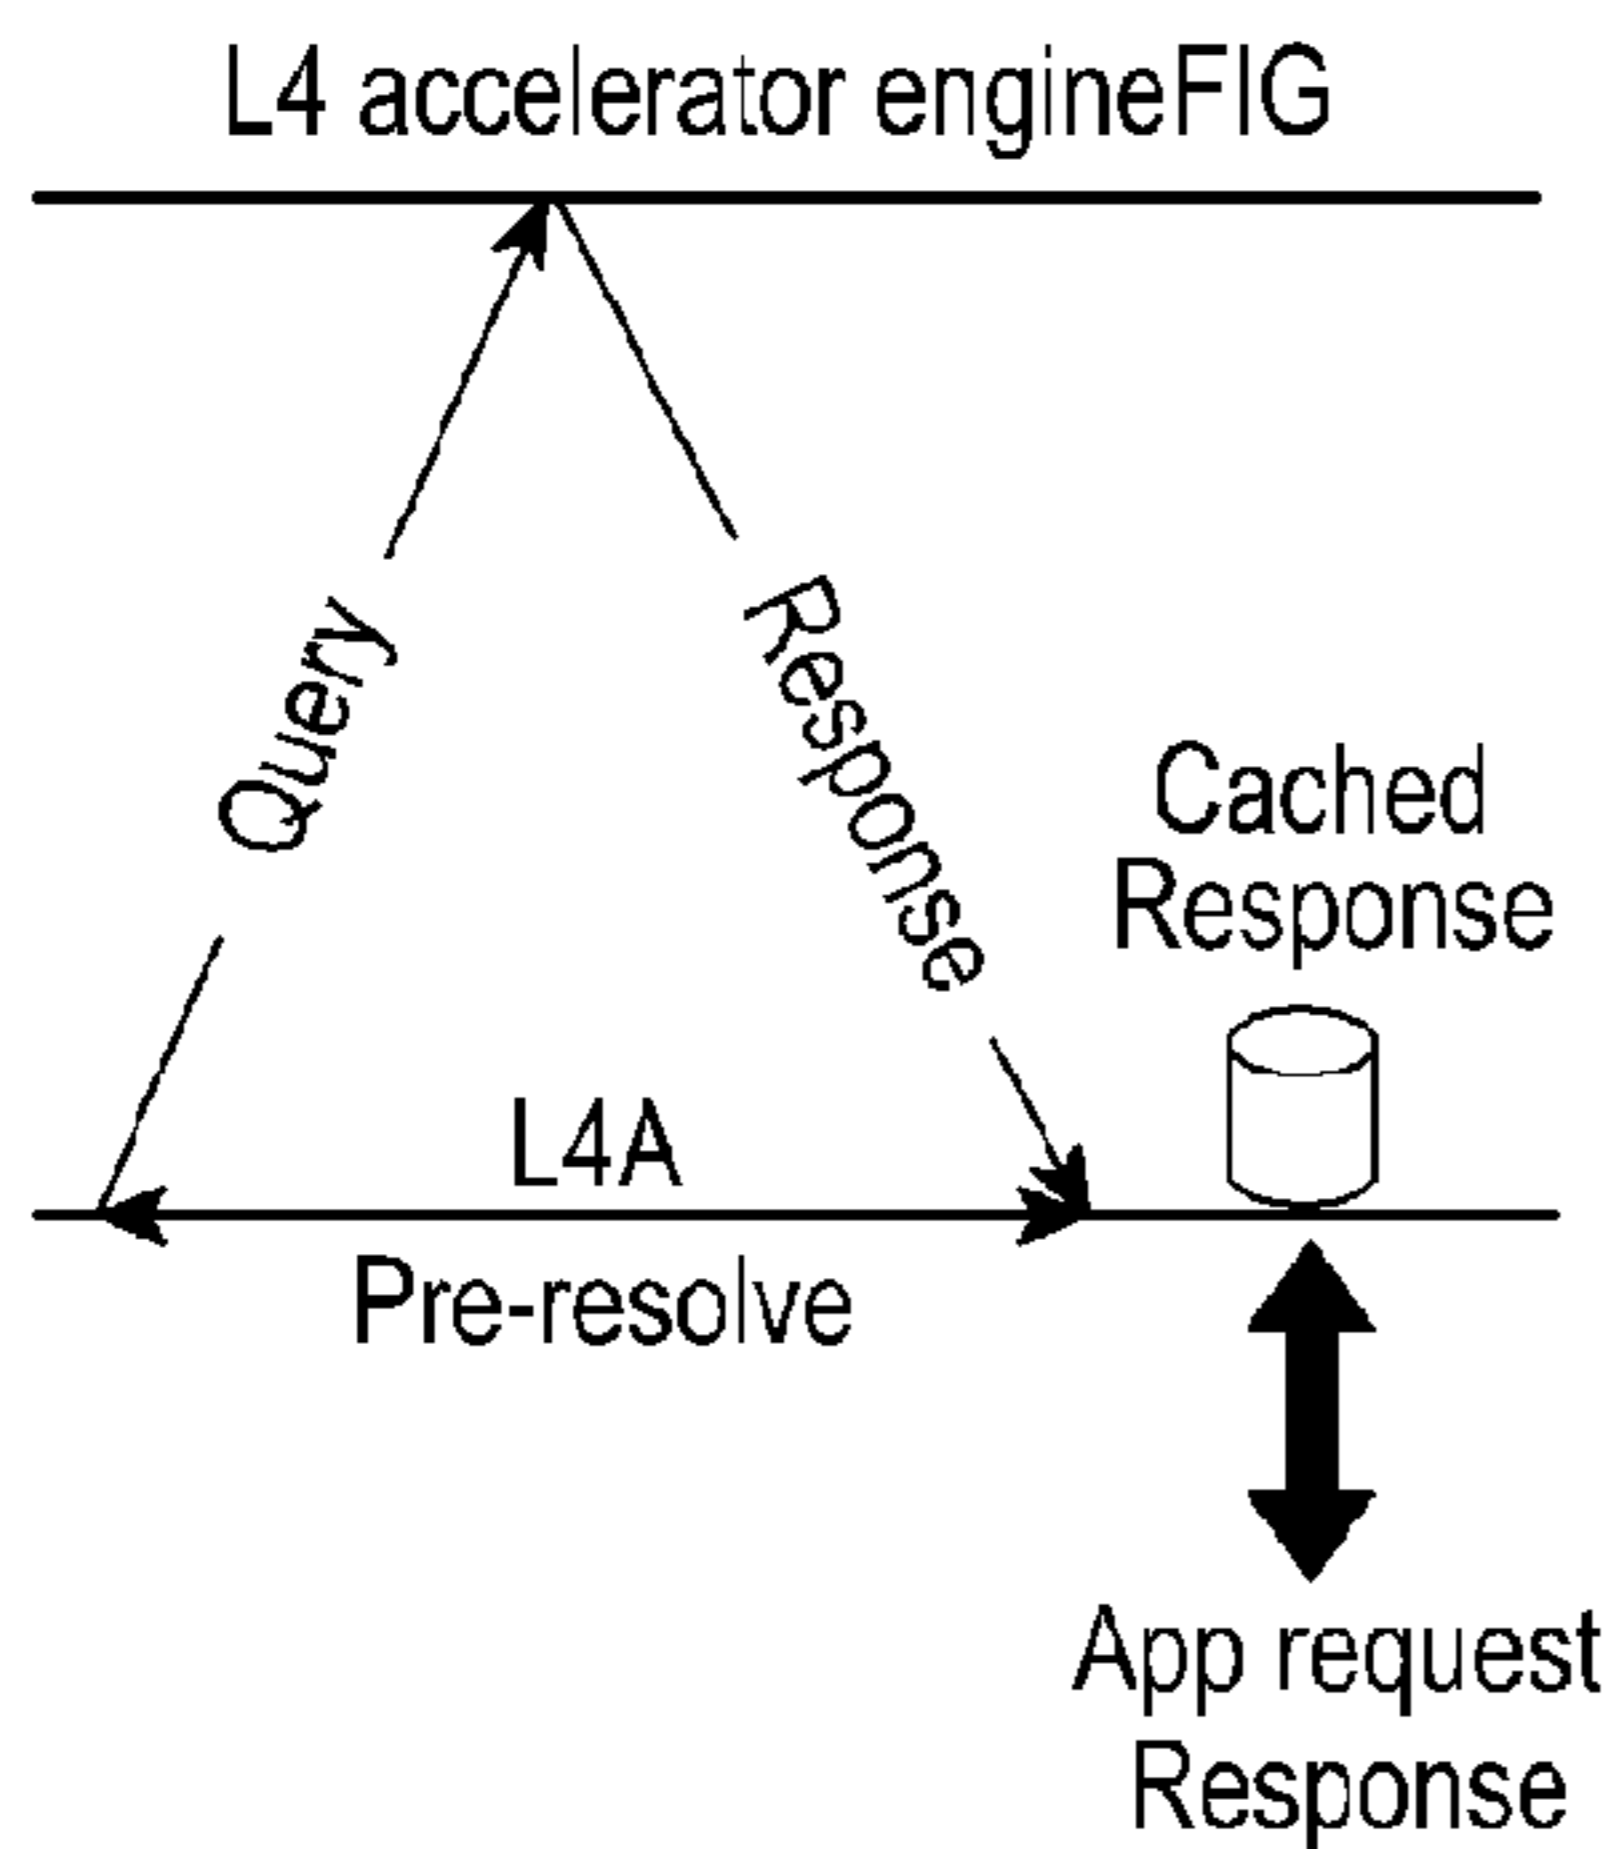 L4 accelerator engineFIG
Query
Response
Cached
Response
L4A
Pre-resolve
App request
Response